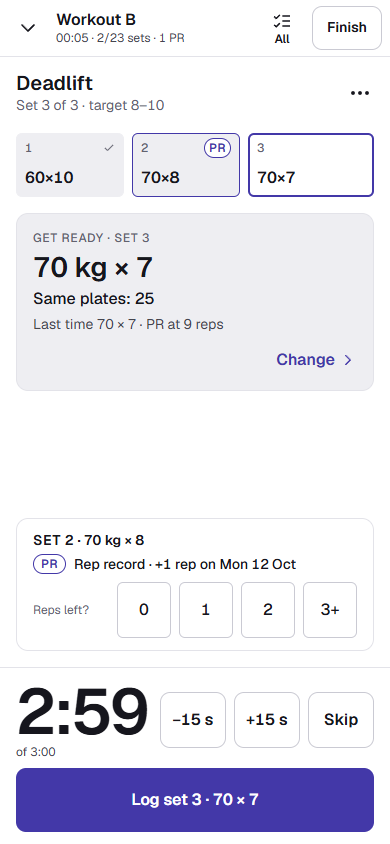 Workout B
00:05 · 2/23 sets · 1 PR
All
Finish
Deadlift
Set 3 of 3 · target 8–10
1
60×10
2 PR
70×8
3
70×7
GET READY · SET 3
70 kg × 7
Same plates: 25
Last time 70 × 7 · PR at 9 reps
Change
SET 2 · 70 kg × 8
PR Rep record · +1 rep on Mon 12 Oct
Reps left? 0 1 2 3+
2:59
of 3:00
−15 s +15 s Skip
Log set 3 · 70 × 7